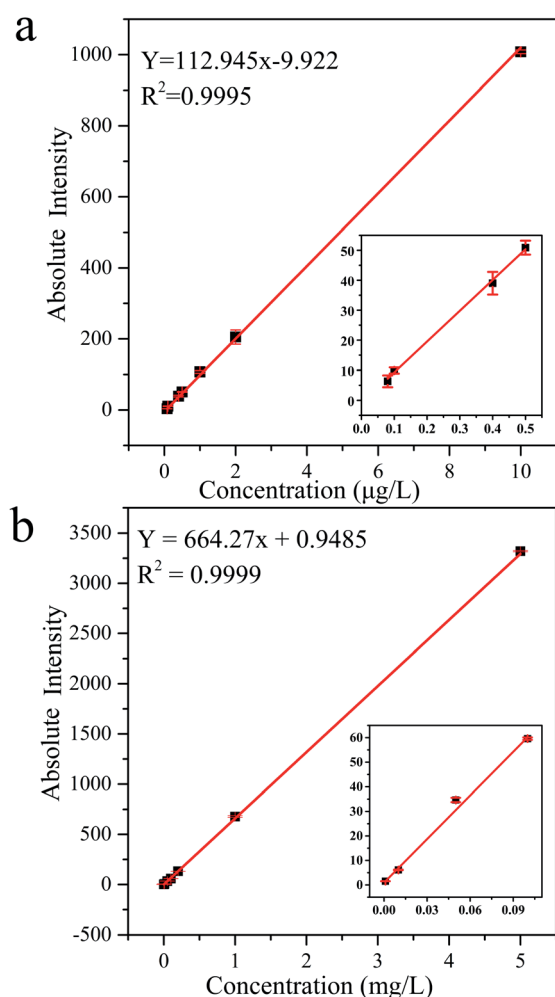 a
Y=112.945x-9.922
R²=0.9995
Absolute Intensity
1000
800
600
400
200
0
50
40
30
20
10
0
0.0 0.1 0.2 0.3 0.4 0.5
0 2 4 6 8 10
Concentration (μg/L)
b
Y = 664.27x + 0.9485
R² = 0.9999
Absolute Intensity
3500
3000
2500
2000
1500
1000
500
0
-500
60
50
40
30
20
10
0
0.00 0.03 0.06 0.09
0 1 2 3 4 5
Concentration (mg/L)